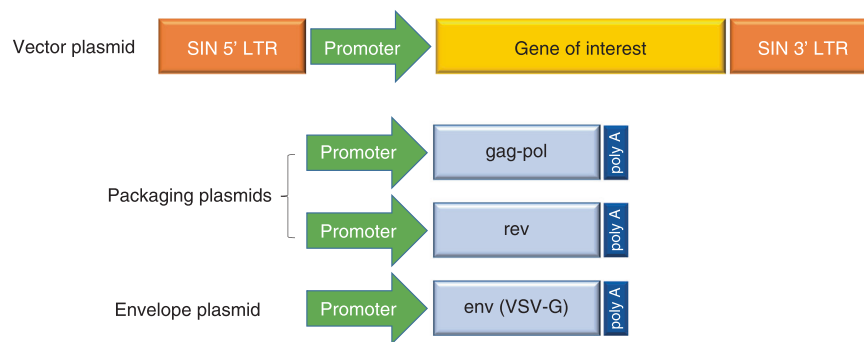 Vector plasmid SIN 5' LTR Promoter Gene of interest SIN 3' LTR
Promoter gag-pol poly A
Packaging plasmids
Promoter rev poly A
Envelope plasmid Promoter env (VSV-G) poly A